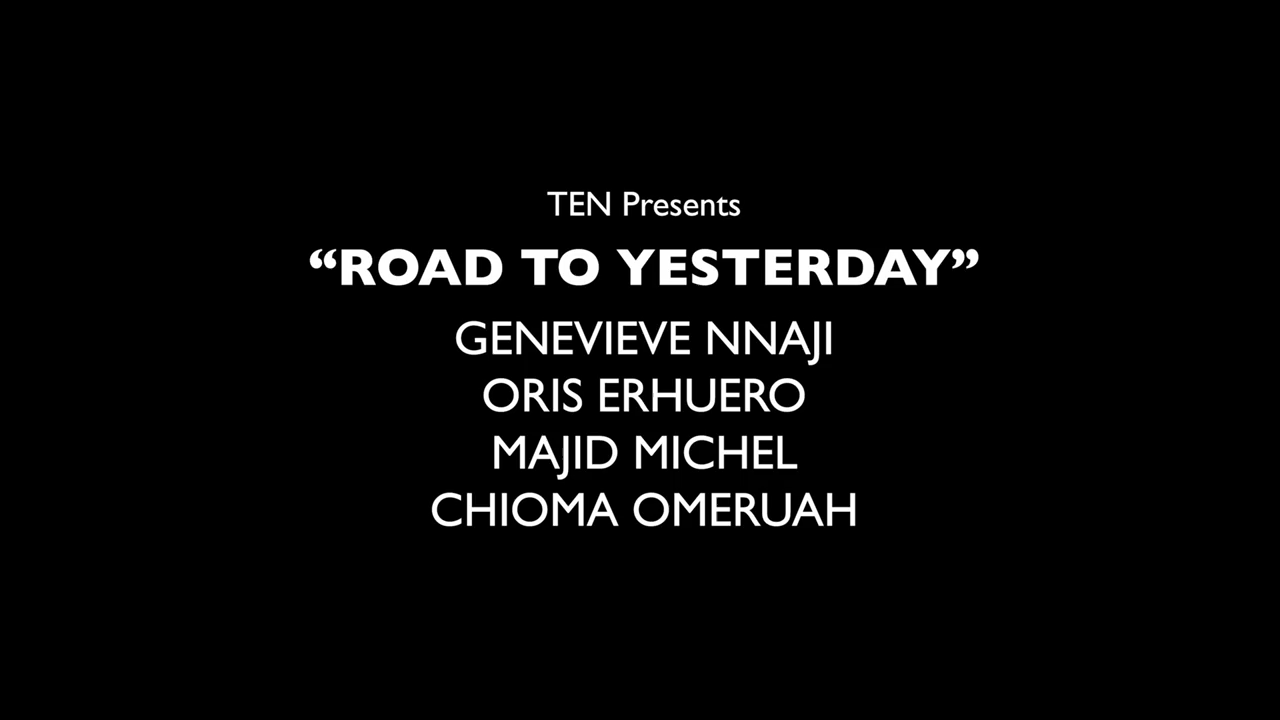 TEN Presents
“ROAD TO YESTERDAY”
GENEVIEVE NNAJI
ORIS ERHUERO
MAJID MICHEL
CHIOMA OMERUAH